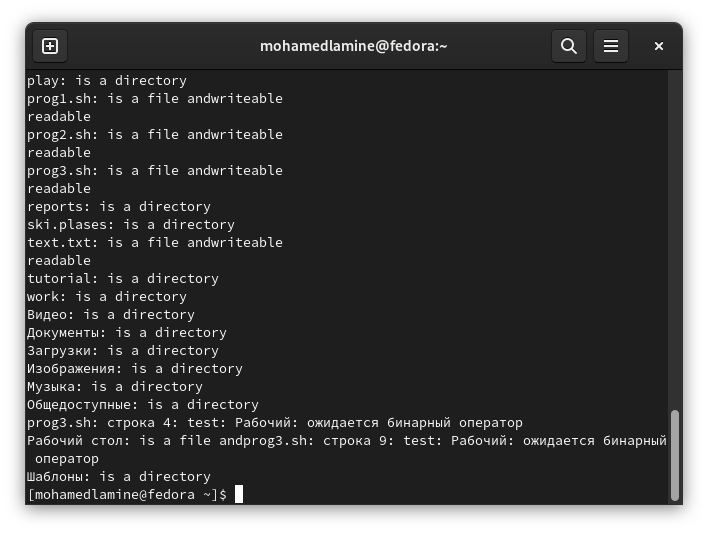 mohamedlamine@fedora:~
play: is a directory
prog1.sh: is a file andwriteable
readable
prog2.sh: is a file andwriteable
readable
prog3.sh: is a file andwriteable
readable
reports: is a directory
ski.plases: is a directory
text.txt: is a file andwriteable
readable
tutorial: is a directory
work: is a directory
Видео: is a directory
Документы: is a directory
Загрузки: is a directory
Изображения: is a directory
Музыка: is a directory
Общедоступные: is a directory
prog3.sh: строка 4: test: Рабочий: ожидается бинарный оператор
Рабочий стол: is a file andprog3.sh: строка 9: test: Рабочий: ожидается бинарный
оператор
Шаблоны: is a directory
[mohamedlamine@fedora ~]$